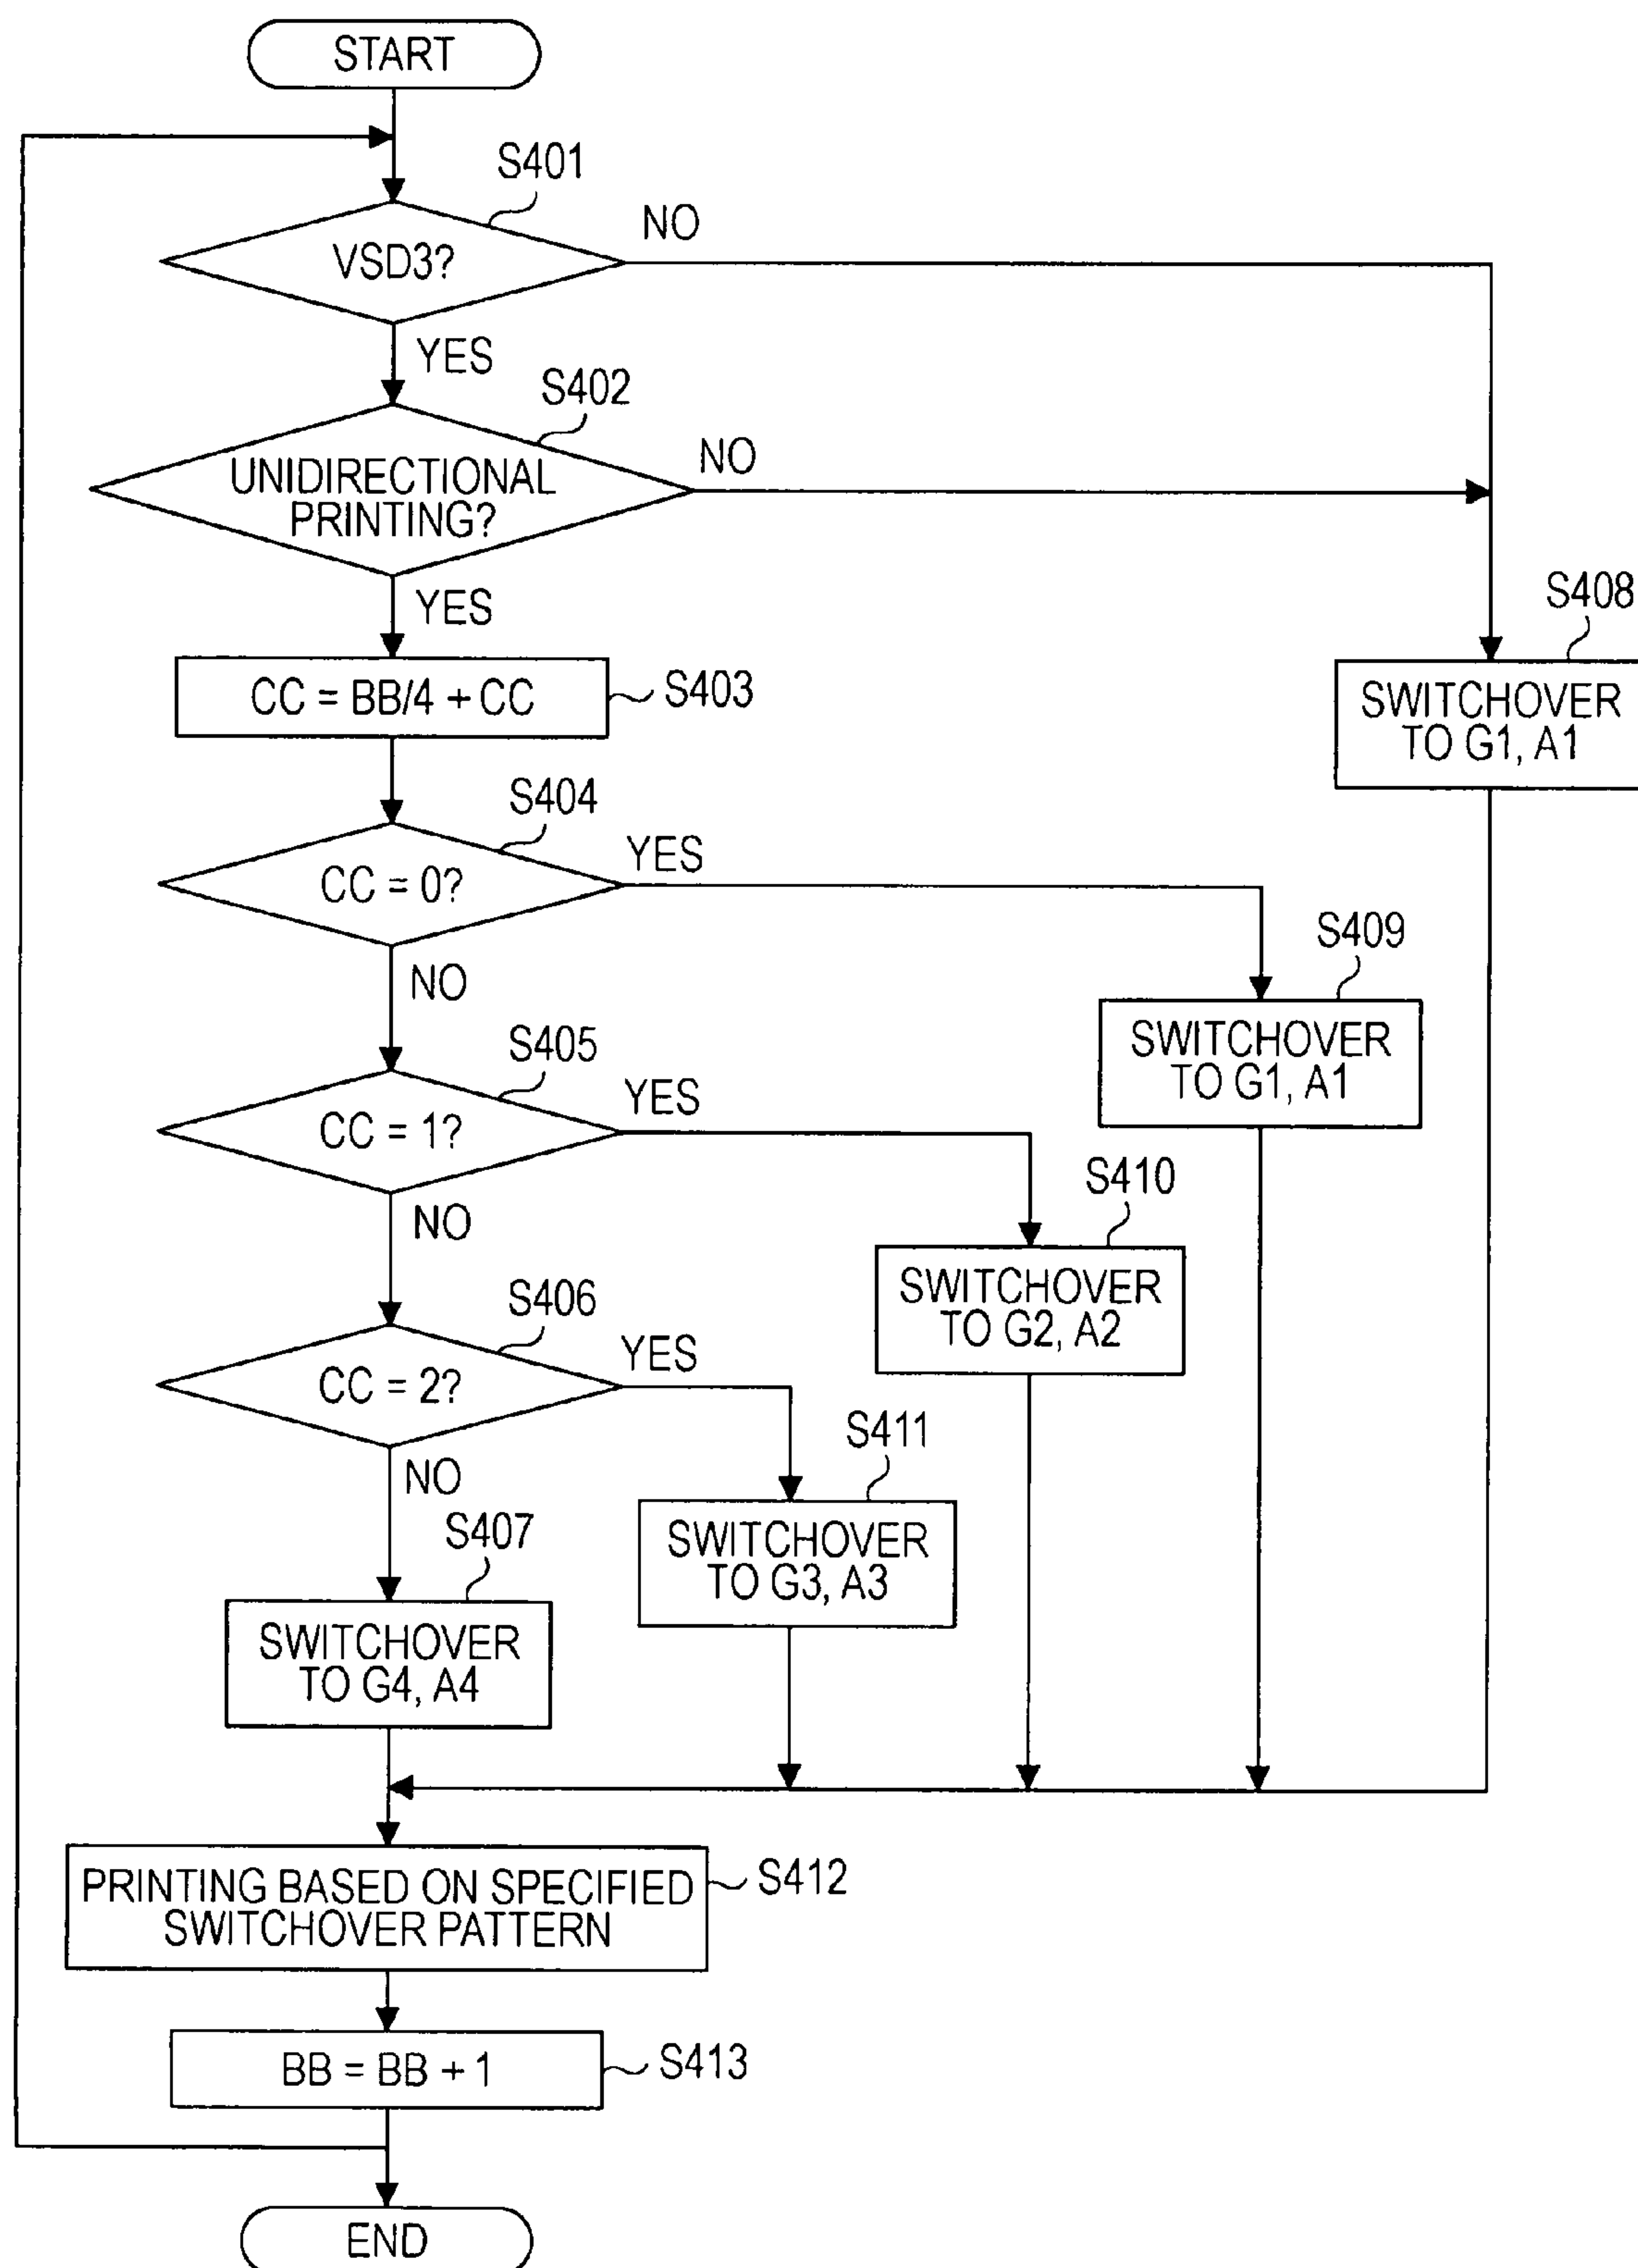 START
S401
VSD3?
NO
YES
S402
UNIDIRECTIONAL
PRINTING?
NO
YES
S408
SWITCHOVER
TO G1, A1
CC = BB/4 + CC
S403
S404
CC = 0?
YES
NO
S409
SWITCHOVER
TO G1, A1
S405
CC = 1?
YES
NO
S410
SWITCHOVER
TO G2, A2
S406
CC = 2?
YES
NO
S411
SWITCHOVER
TO G3, A3
S407
SWITCHOVER
TO G4, A4
PRINTING BASED ON SPECIFIED
SWITCHOVER PATTERN
S412
BB = BB + 1
S413
END